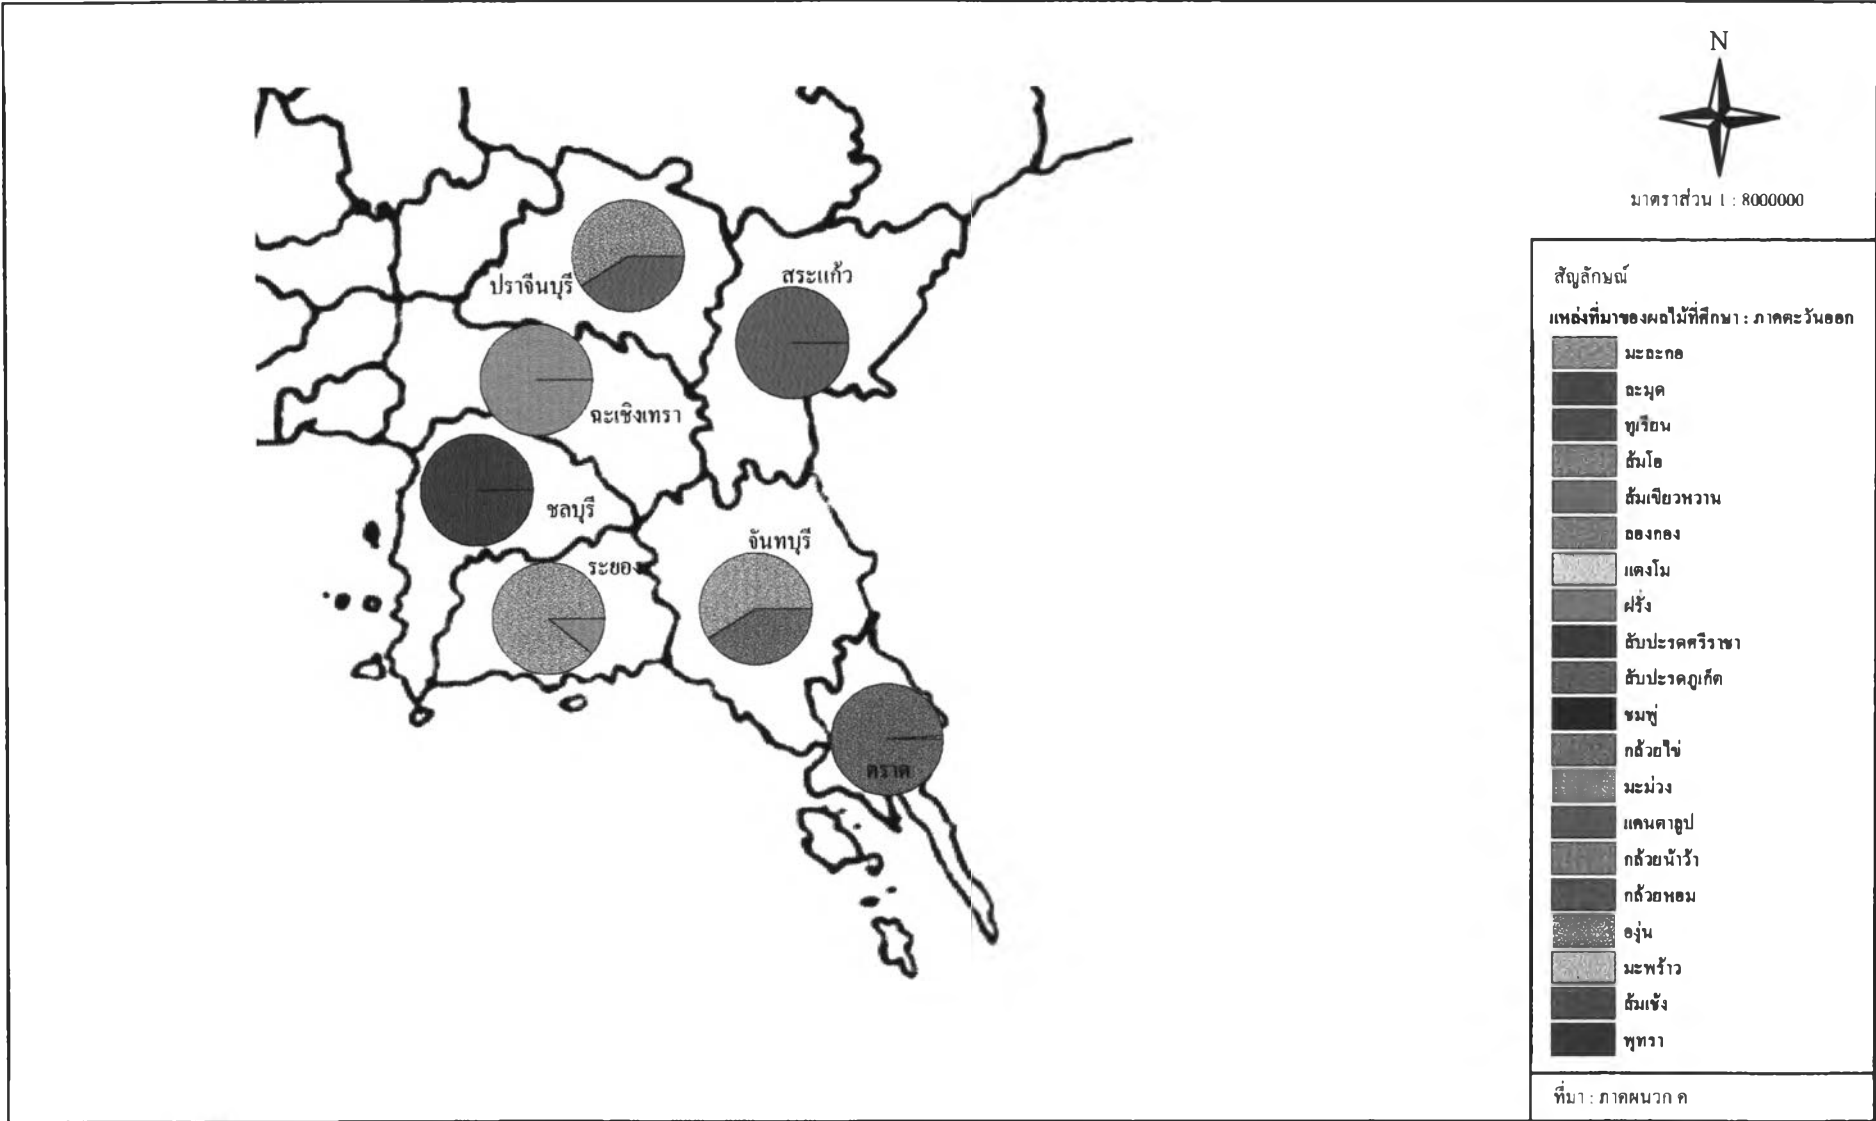 N
มาตราส่วน 1 : 8000000
ปราจีนบุรี
สระแก้ว
ฉะเชิงเทรา
ชลบุรี
ระยอง
จันทบุรี
ตราด
สัญลักษณ์
แหล่งที่มาของผลไม้ที่ศึกษา : ภาคตะวันออก
มะละกอ
ละมุด
ทุเรียน
ส้มโอ
ส้มเขียวหวาน
ลองกอง
แตงโม
ฝรั่ง
สับปะรดศรีราชา
สับปะรดภูเก็ต
ชมพู่
กล้วยไข่
มะม่วง
แคนตาลูป
กล้วยน้ำว้า
กล้วยหอม
องุ่น
มะพร้าว
ส้มเช้ง
พุทรา
ที่มา : ภาคผนวก ค